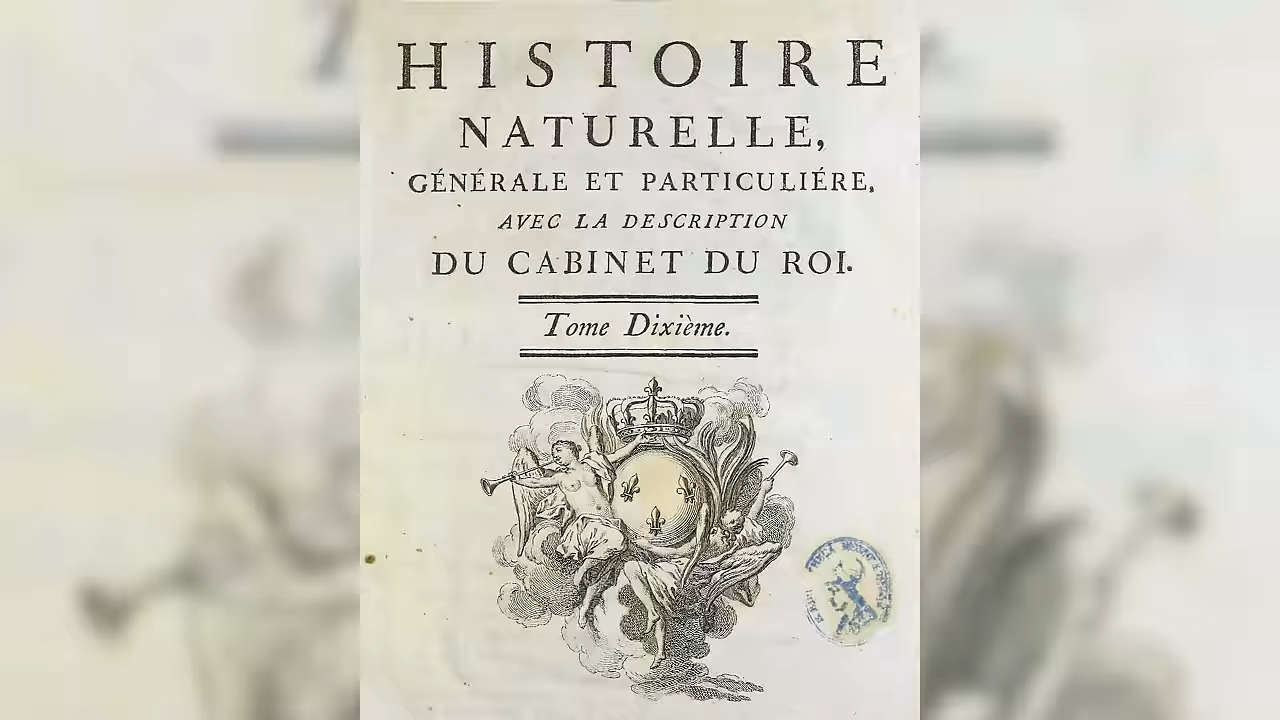 HISTOIRE
NATURELLE,
GÉNÉRALE ET PARTICULIÉRE,
AVEC LA DESCRIPTION
DU CABINET DU ROI.
Tome Dixième.